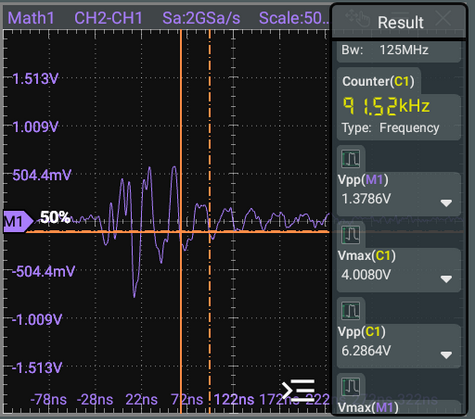 Math1 CH2-CH1 Sa:2GSa/s Scale:50...
Result
Bw: 125MHz
Counter(C1)
91.52kHz
Type: Frequency
Vpp(M1)
1.3786V
Vmax(C1)
4.0080V
Vpp(C1)
6.2864V
Vmax(M1)
1.513V
1.009V
504.4mV
M1 50%
-504.4mV
-1.009V
-1.513V
-78ns -28ns 22ns 72ns 122ns 172ns 222ns